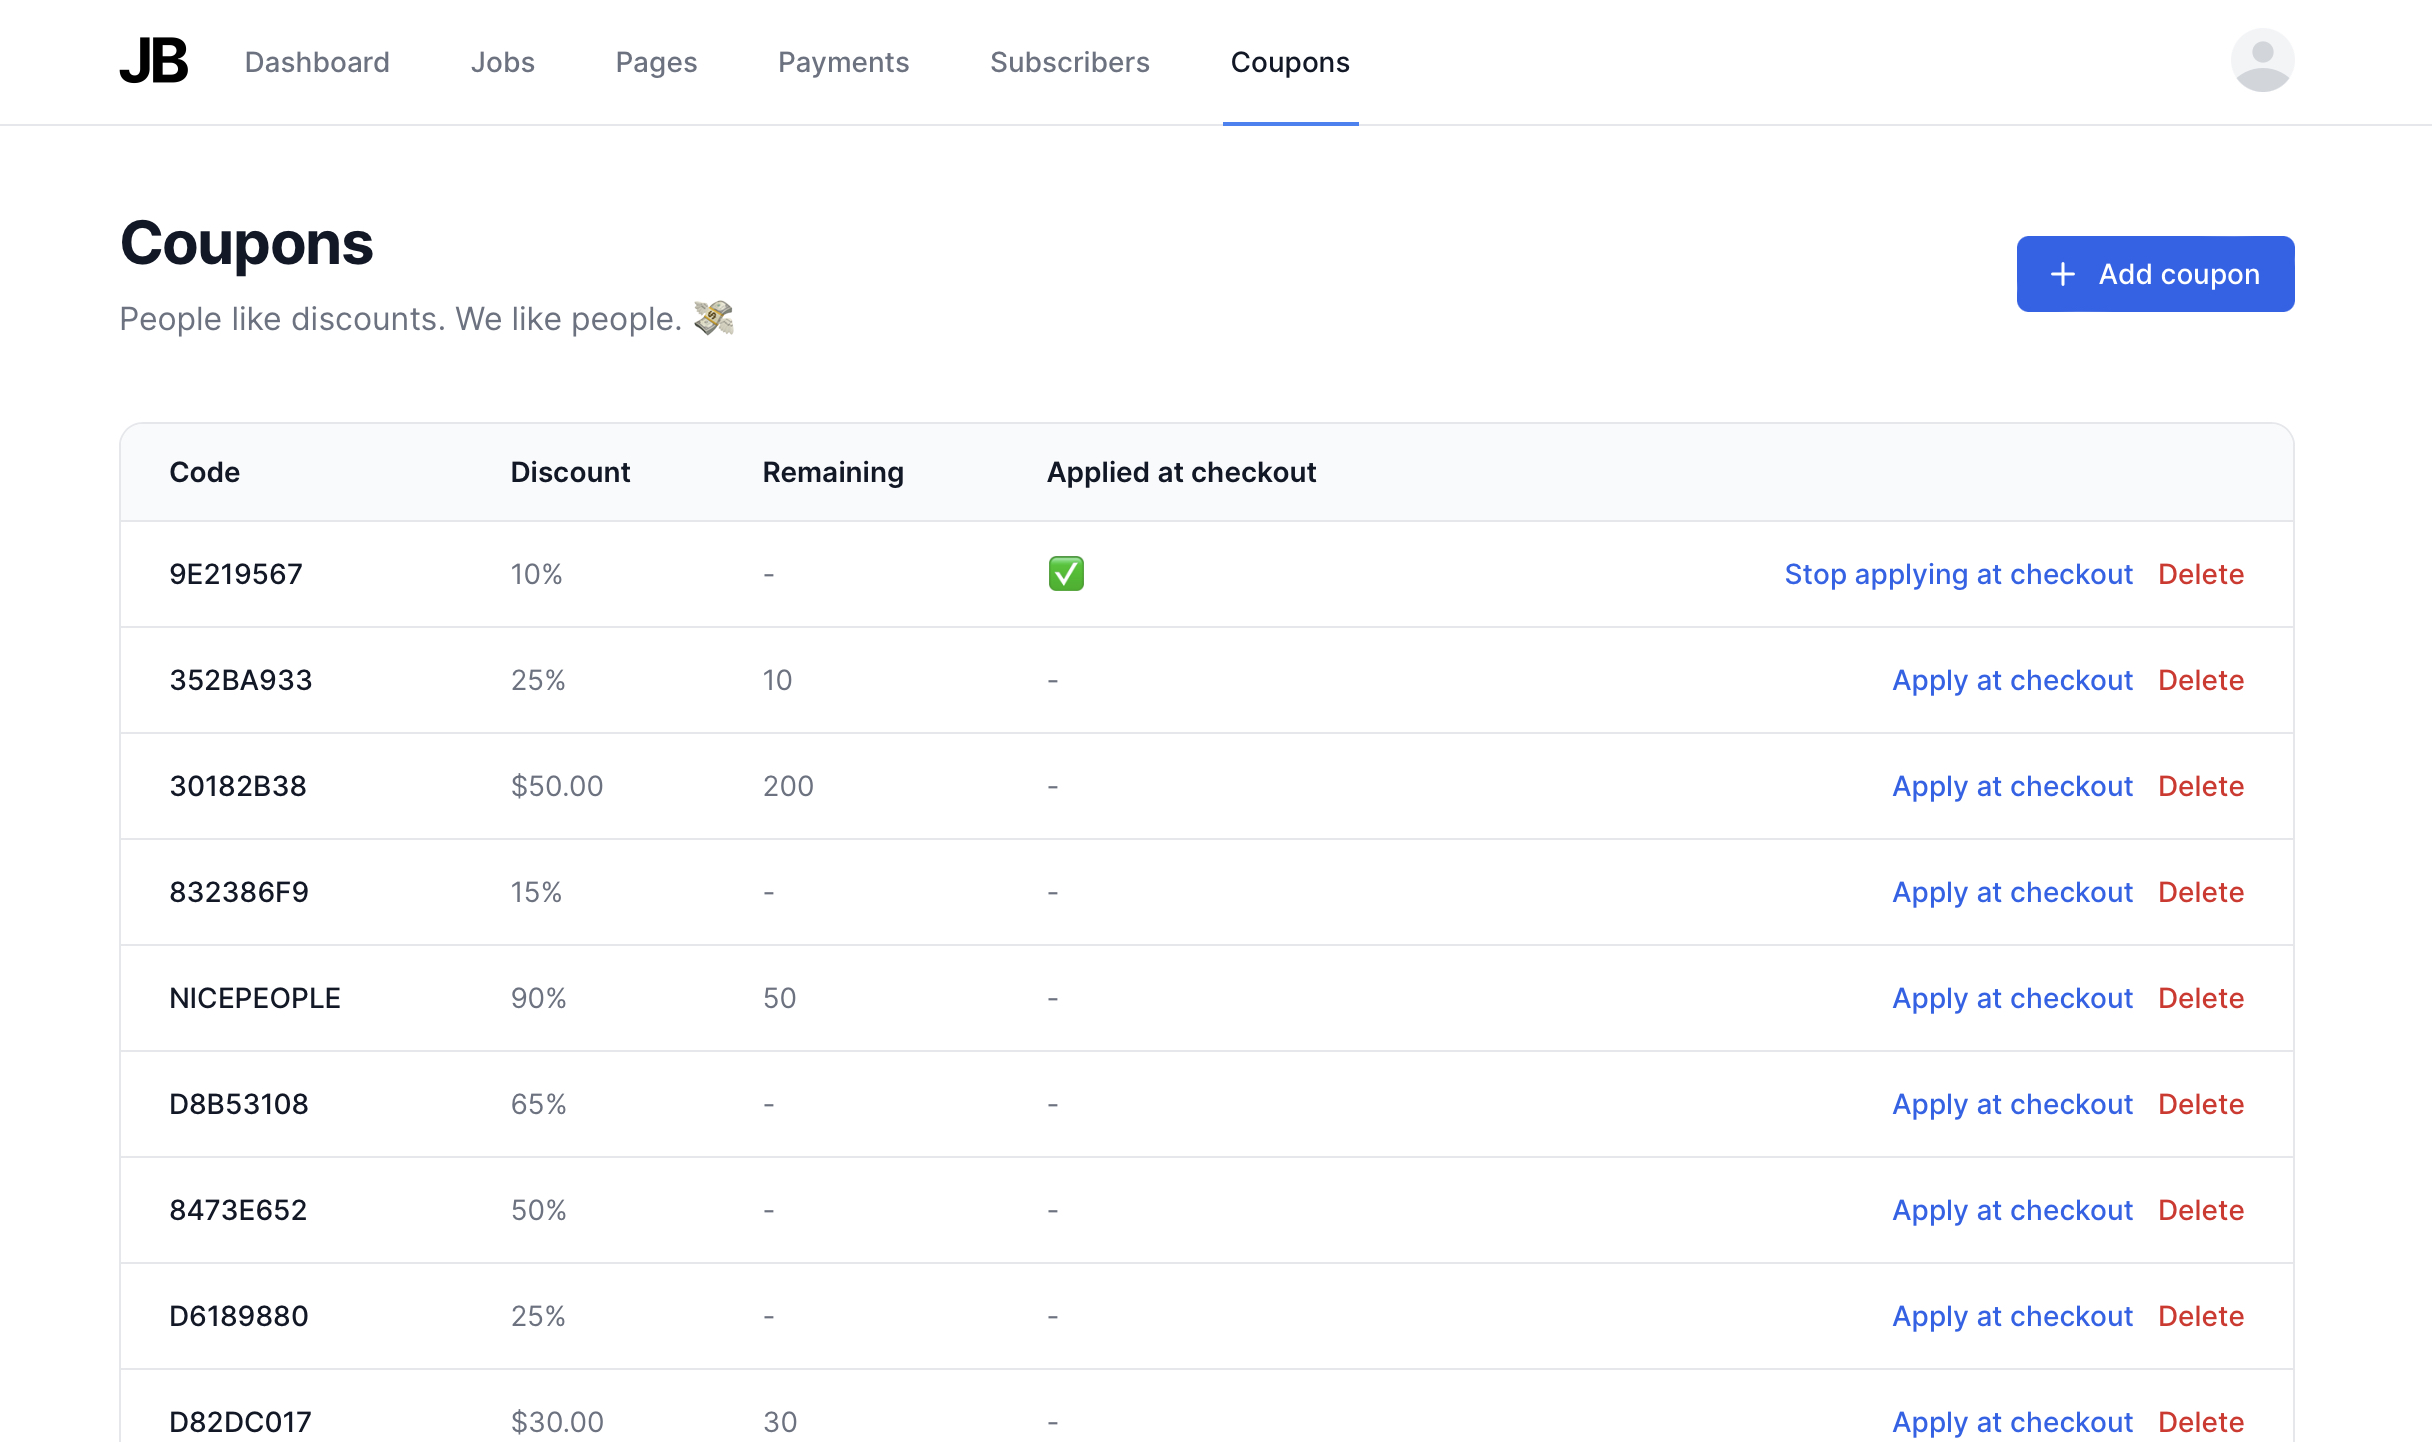 JB Dashboard Jobs Pages Payments Subscribers Coupons
Coupons
+ Add coupon
People like discounts. We like people. 💸
Code Discount Remaining Applied at checkout
9E219567 10% - ✅ Stop applying at checkout Delete
352BA933 25% 10 - Apply at checkout Delete
30182B38 $50.00 200 - Apply at checkout Delete
832386F9 15% - - Apply at checkout Delete
NICEPEOPLE 90% 50 - Apply at checkout Delete
D8B53108 65% - - Apply at checkout Delete
8473E652 50% - - Apply at checkout Delete
D6189880 25% - - Apply at checkout Delete
D82DC017 $30.00 30 - Apply at checkout Delete